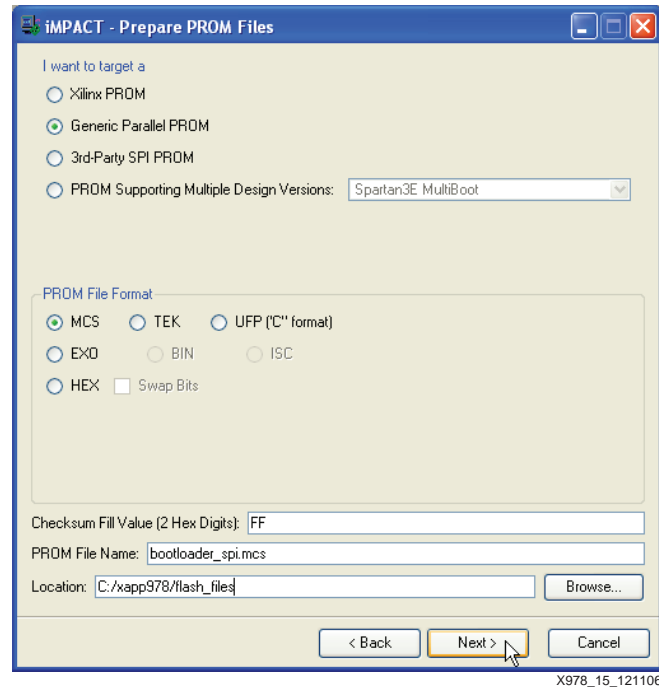 iMPACT - Prepare PROM Files
I want to target a
Xilinx PROM
Generic Parallel PROM
3rd-Party SPI PROM
PROM Supporting Multiple Design Versions: Spartan3E MultiBoot
PROM File Format
MCS TEK UFP ('C" format)
EXO BIN ISC
HEX Swap Bits
Checksum Fill Value (2 Hex Digits): FF
PROM File Name: bootloader_spi.mcs
Location: C:/xapp978/flash_files Browse...
< Back Next > Cancel
X978_15_121106